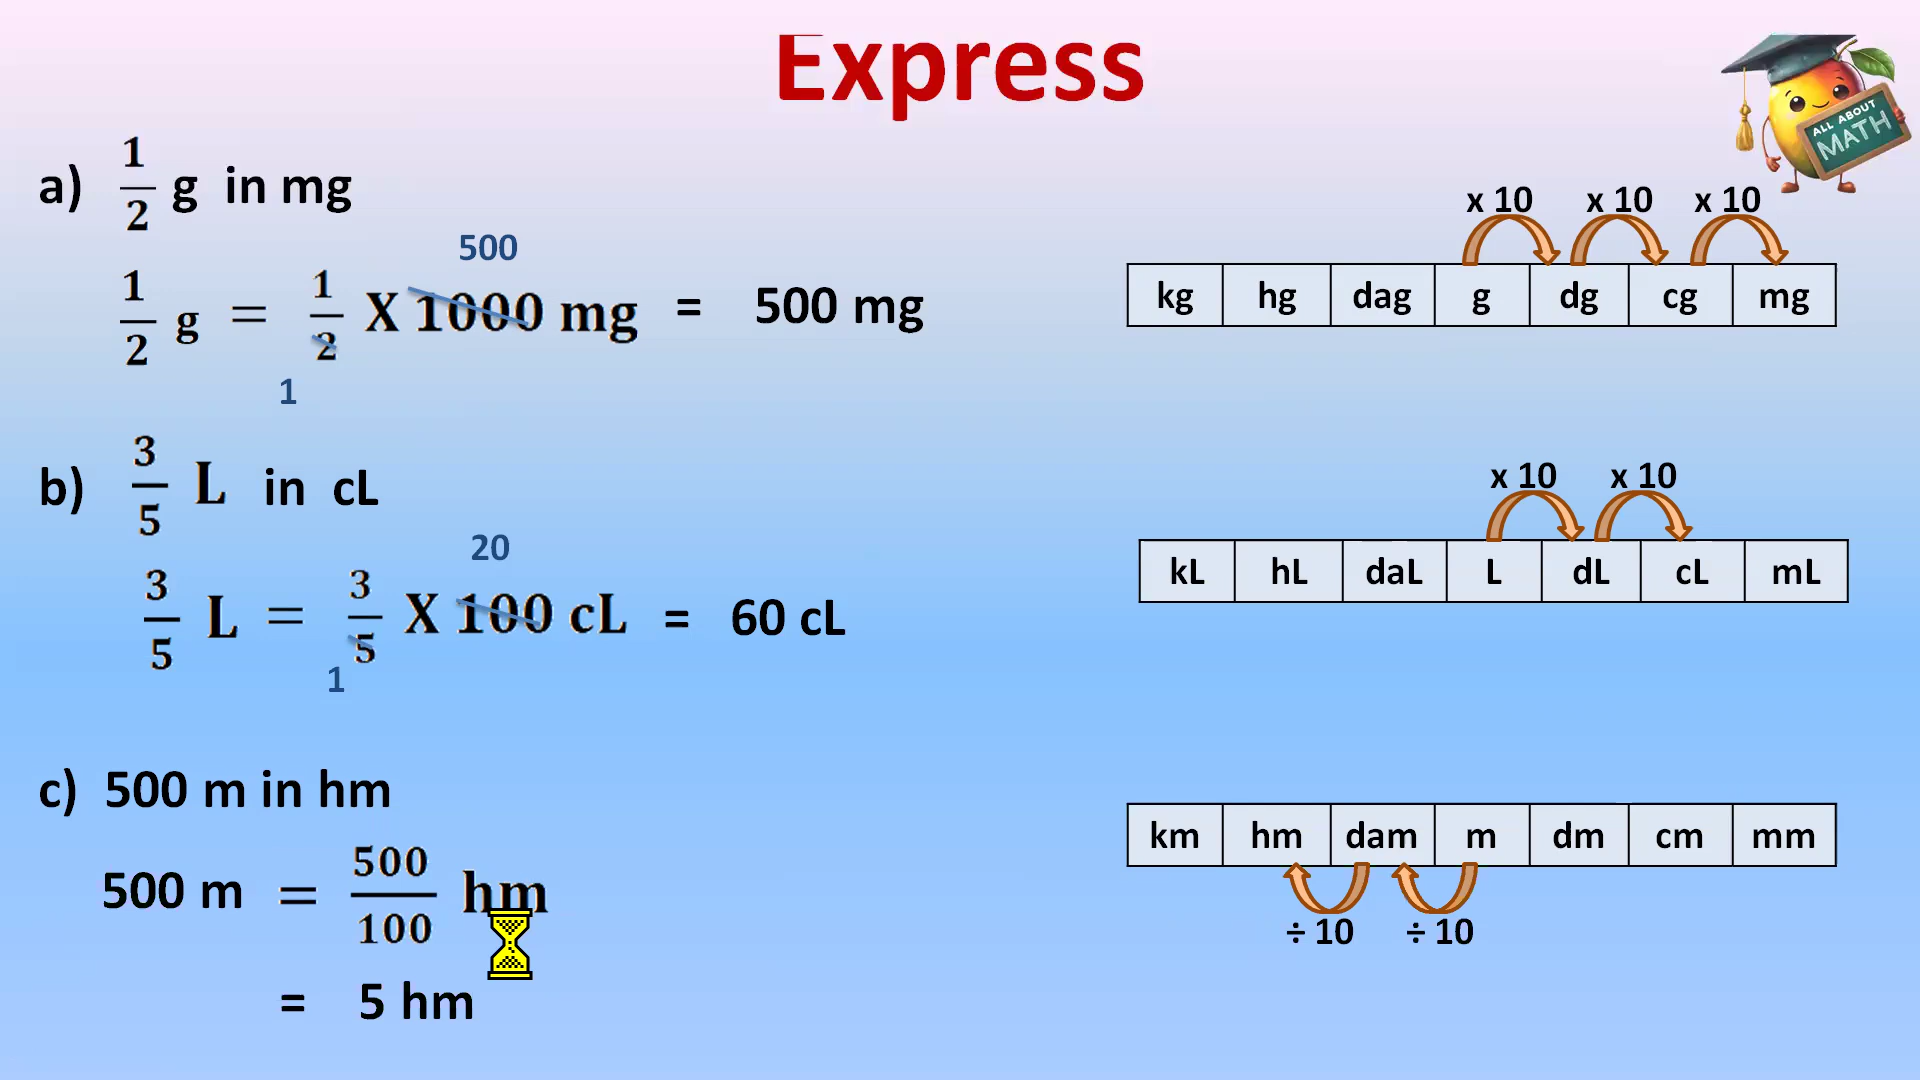 Express
ALL ABOUT
MATH
a) 1/2 g in mg
500
1/2 g = 1/2 X 1000 mg = 500 mg
1
x 10 x 10 x 10
kg hg dag g dg cg mg
b) 3/5 L in cL
20
3/5 L = 3/5 X 100 cL = 60 cL
1
x 10 x 10
kL hL daL L dL cL mL
c) 500 m in hm
500 m = 500/100 hm
= 5 hm
km hm dam m dm cm mm
÷ 10 ÷ 10